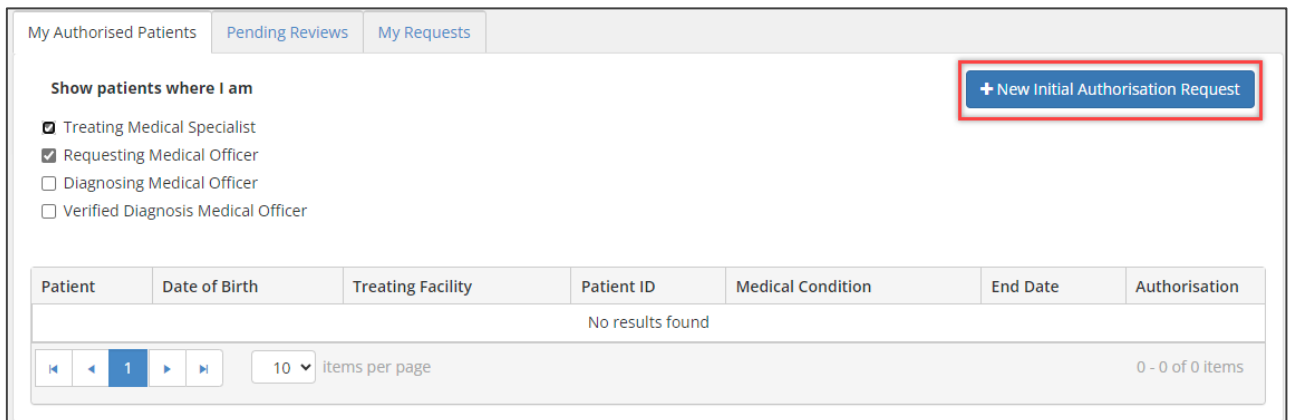 My Authorised Patients Pending Reviews My Requests
Show patients where I am
+ New Initial Authorisation Request
Treating Medical Specialist
Requesting Medical Officer
Diagnosing Medical Officer
Verified Diagnosis Medical Officer
Patient Date of Birth Treating Facility Patient ID Medical Condition End Date Authorisation
No results found
1 10 items per page 0 - 0 of 0 items